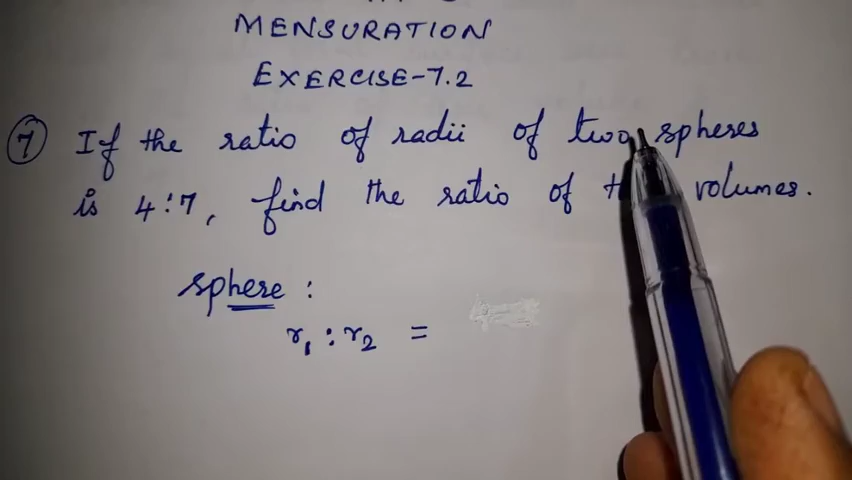 MENSURATION
EXERCISE-7.2
7 If the ratio of radii of two spheres
is 4:7, find the ratio of volumes.
sphere :
r₁ : r₂ =